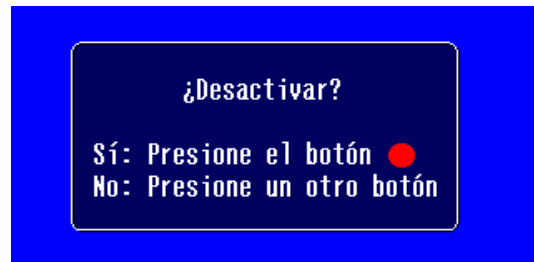 ¿Desactivar?
Sí: Presione el botón
No: Presione un otro botón